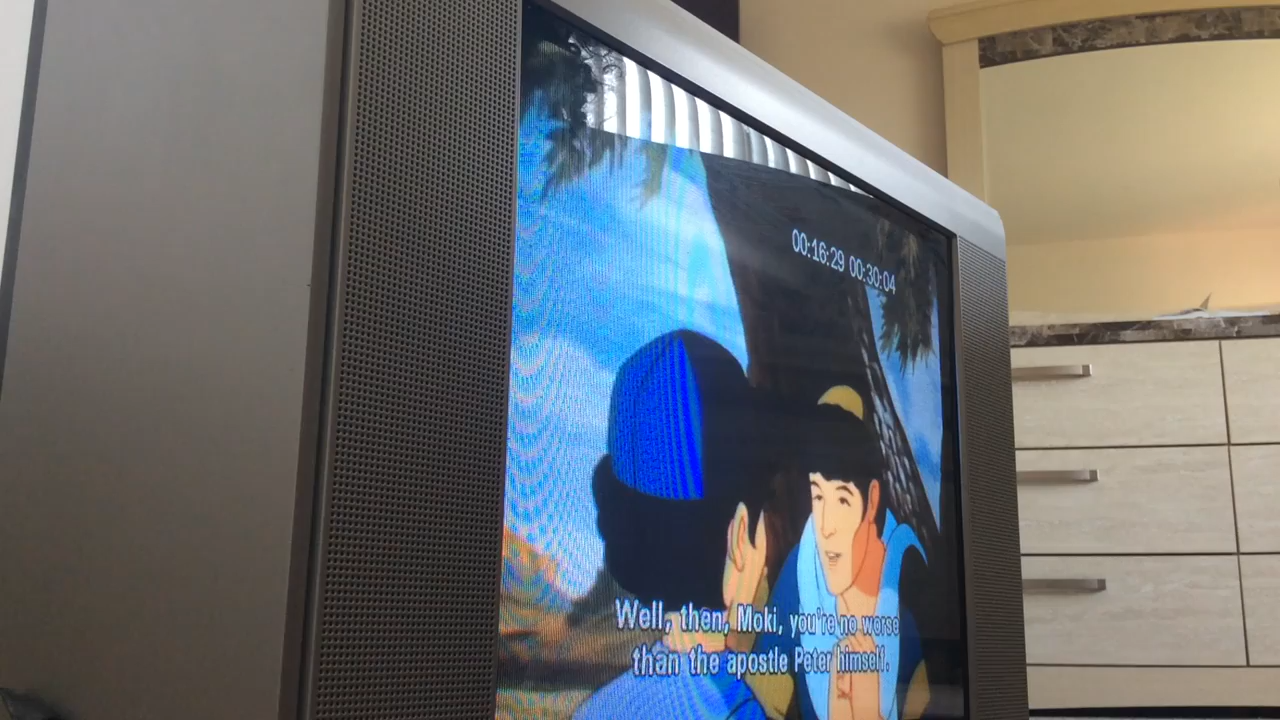 00:16:29 00:30:04
Well, then, Moki, you're no worse
than the apostle Peter himself.